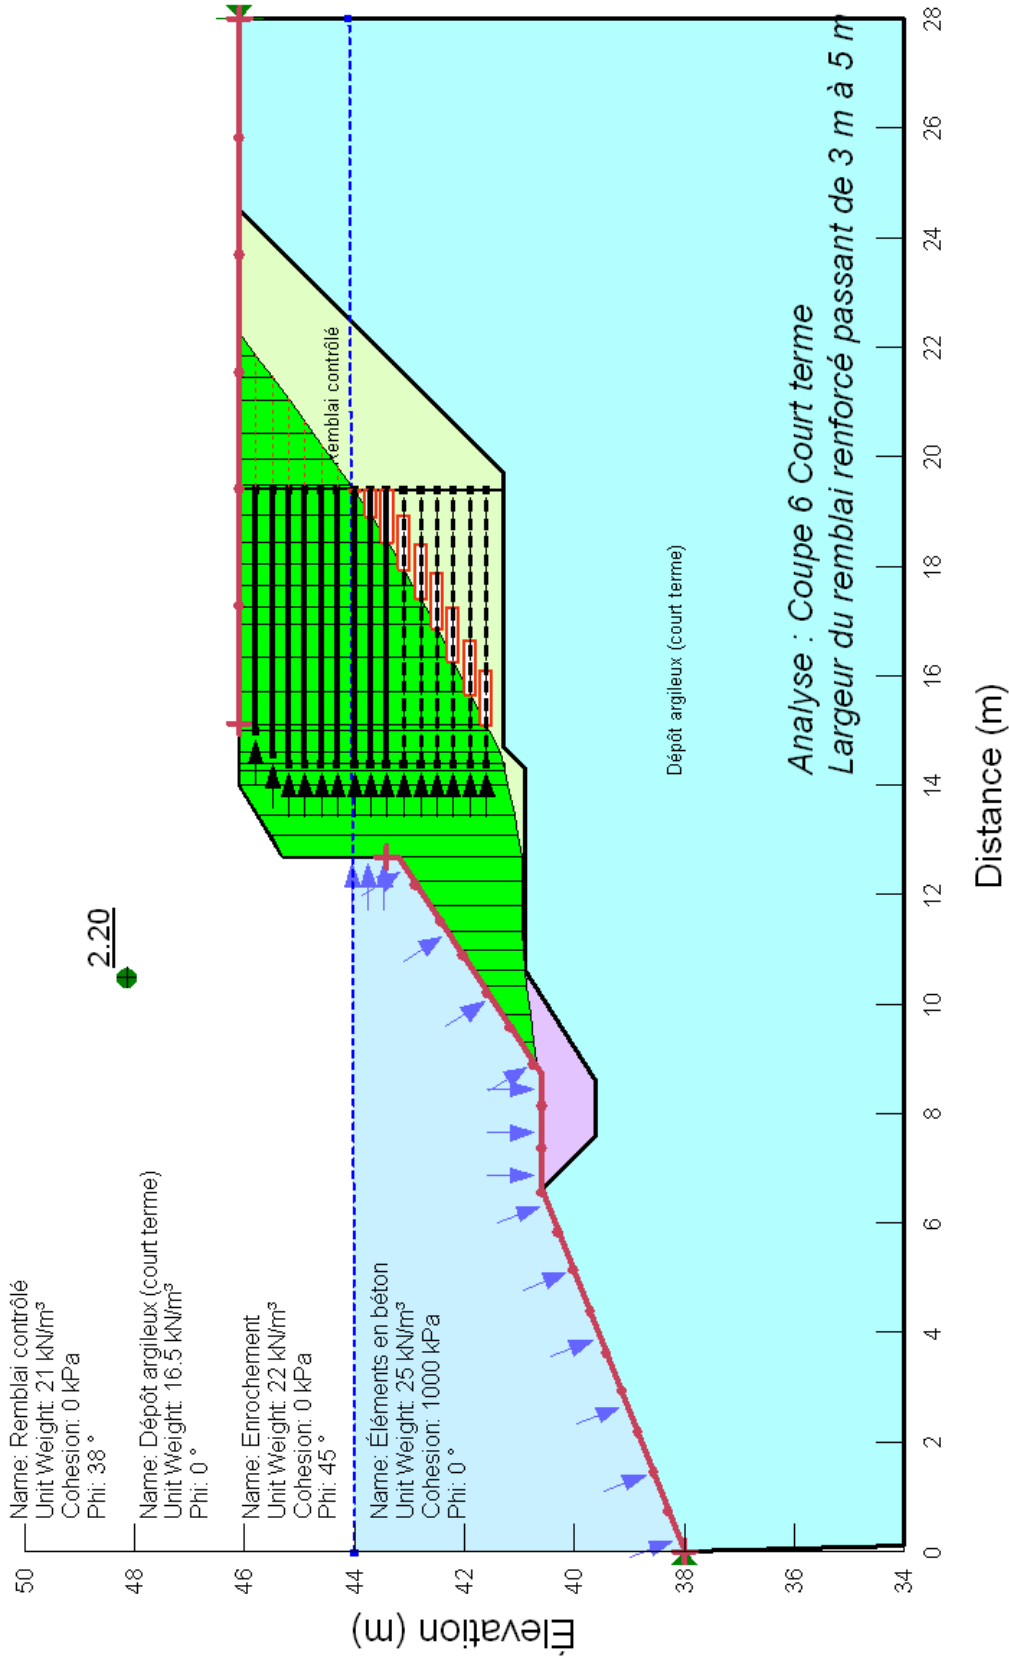 Name: Remblai contrôlé
Unit Weight: 21 kN/m³
Cohesion: 0 kPa
Phi: 38 °
Name: Dépôt argileux (court terme)
Unit Weight: 16.5 kN/m³
Phi: 0 °
Name: Enrochement
Unit Weight: 22 kN/m³
Cohesion: 0 kPa
Phi: 45 °
Name: Éléments en béton
Unit Weight: 25 kN/m³
Cohesion: 1000 kPa
Phi: 0 °
2.20
Remblai contrôlé
Dépôt argileux (court terme)
Analyse : Coupe 6 Court terme
Largeur du remblai renforcé passant de 3 m à 5 m
Élevation (m)
50
48
46
44
42
40
38
36
34
0
2
4
6
8
10
12
14
16
18
20
22
24
26
28
Distance (m)